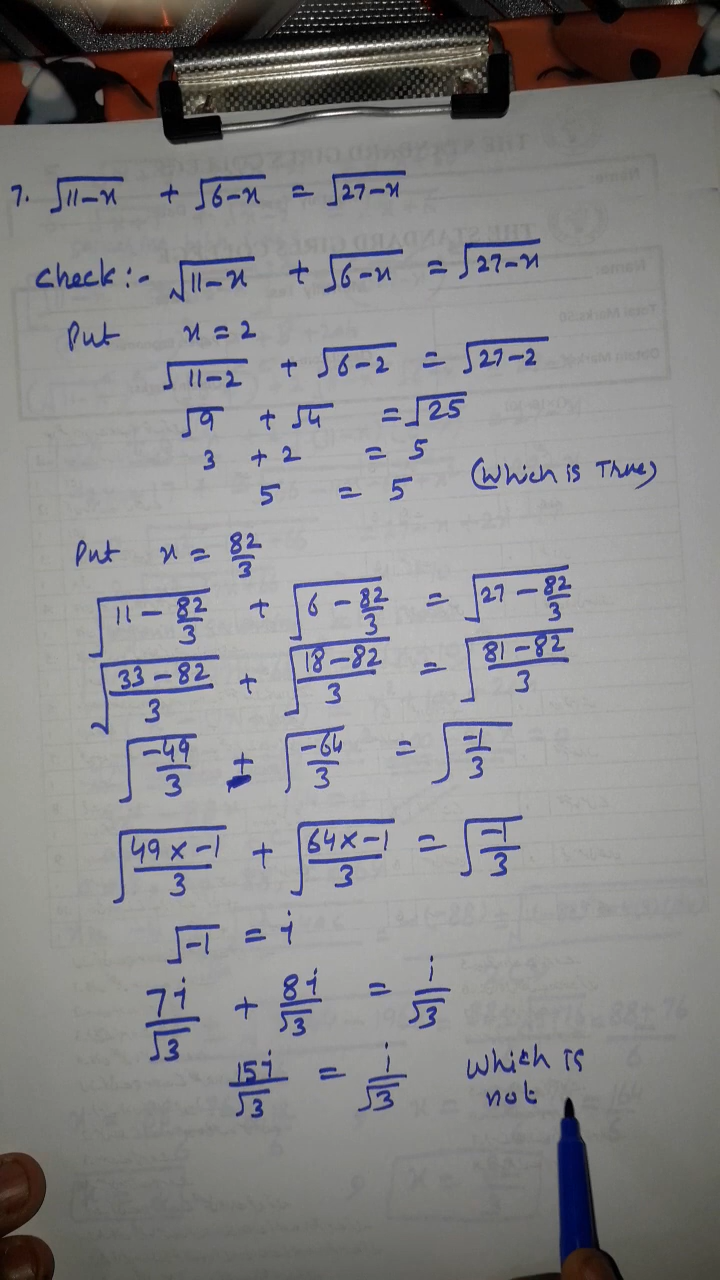 7. √11-x + √6-x = √27-x
Check:- √11-x + √6-x = √27-x
Put x = 2
√11-2 + √6-2 = √27-2
√9 + √4 = √25
3 + 2 = 5
5 = 5 (Which is True)
Put x = 82/3
√11 - 82/3 + √6 - 82/3 = √27 - 82/3
√33-82/3 + √18-82/3 = √81-82/3
√-49/3 + √-64/3 = √-1/3
√49x-1/3 + √64x-1/3 = √-1/3
√-1 = i
7i/√3 + 8i/√3 = i/√3
15i/√3 = i/√3 which is
not